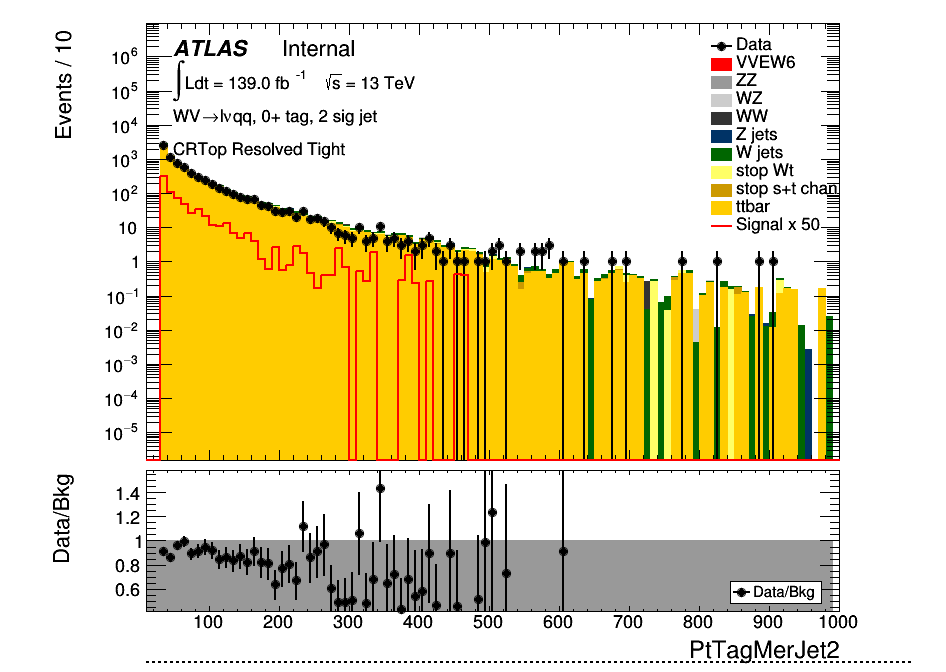 Events / 10
10⁶
10⁵
10⁴
10³
10²
10
1
10⁻¹
10⁻²
10⁻³
10⁻⁴
10⁻⁵
ATLAS Internal
∫Ldt = 139.0 fb⁻¹ √s = 13 TeV
WV→lνqq, 0+ tag, 2 sig jet
CRTop Resolved Tight
Data
VVEW6
ZZ
WZ
WW
Z jets
W jets
stop Wt
stop s+t chan
ttbar
Signal x 50
Data/Bkg
1.4
1.2
1
0.8
0.6
Data/Bkg
100 200 300 400 500 600 700 800 900 1000
PtTagMerJet2